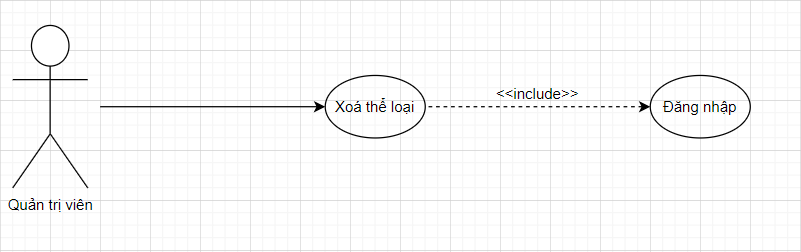 <<include>>
Xoá thể loại
Đăng nhập
Quản trị viên